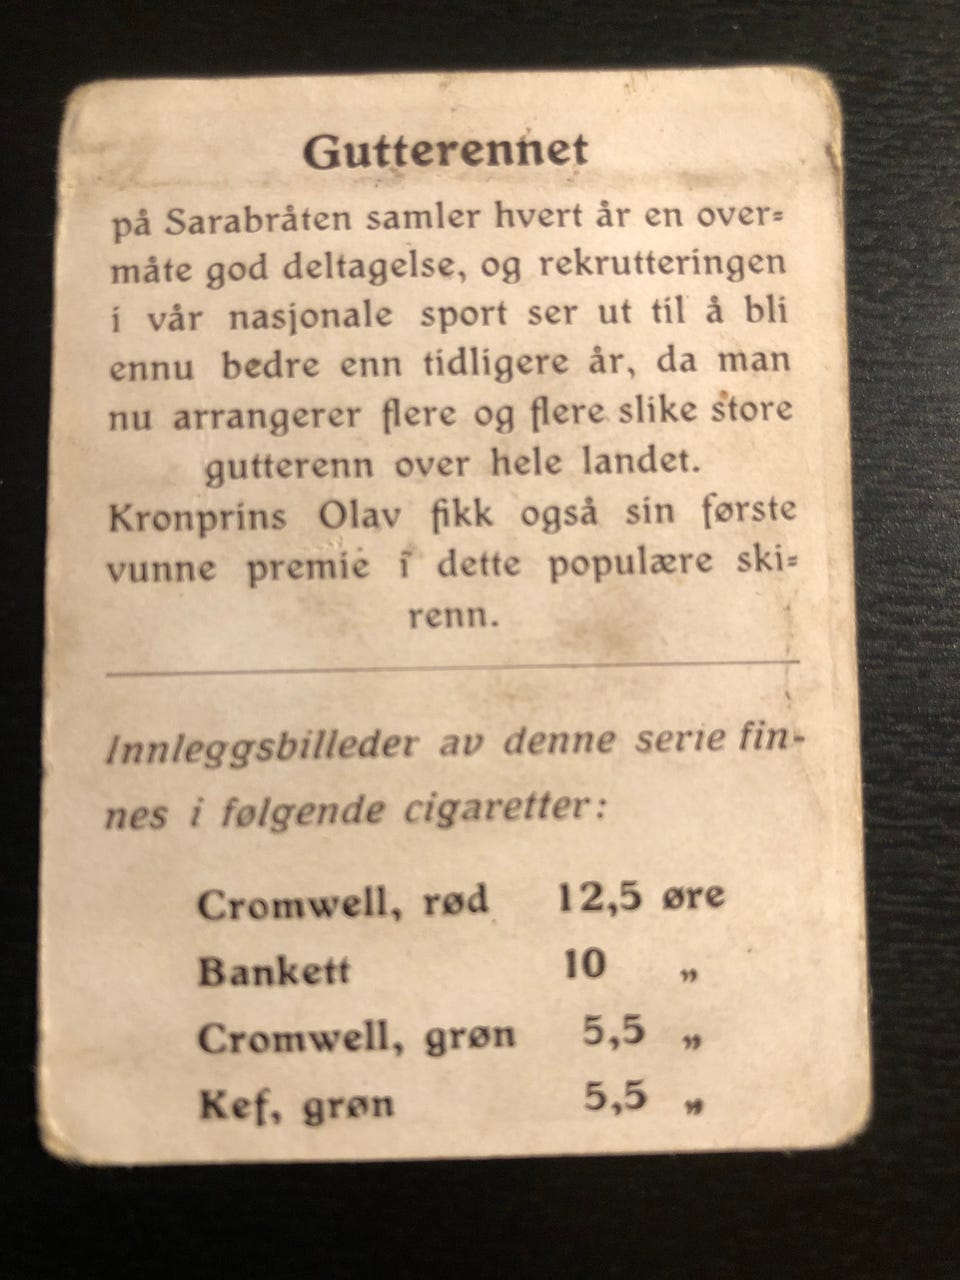 Gutterennet
på Sarabråten samler hvert år en over=
måte god deltagelse, og rekrutteringen
i vår nasjonale sport ser ut til å bli
ennu bedre enn tidligere år, da man
nu arrangerer flere og flere slike store
gutterenn over hele landet.
Kronprins Olav fikk også sin første
vunne premie i dette populære ski=
renn.
Innleggsbilleder av denne serie fin-
nes i følgende cigaretter:
Cromwell, rød 12,5 øre
Bankett 10 „
Cromwell, grøn 5,5 „
Kef, grøn 5,5 „